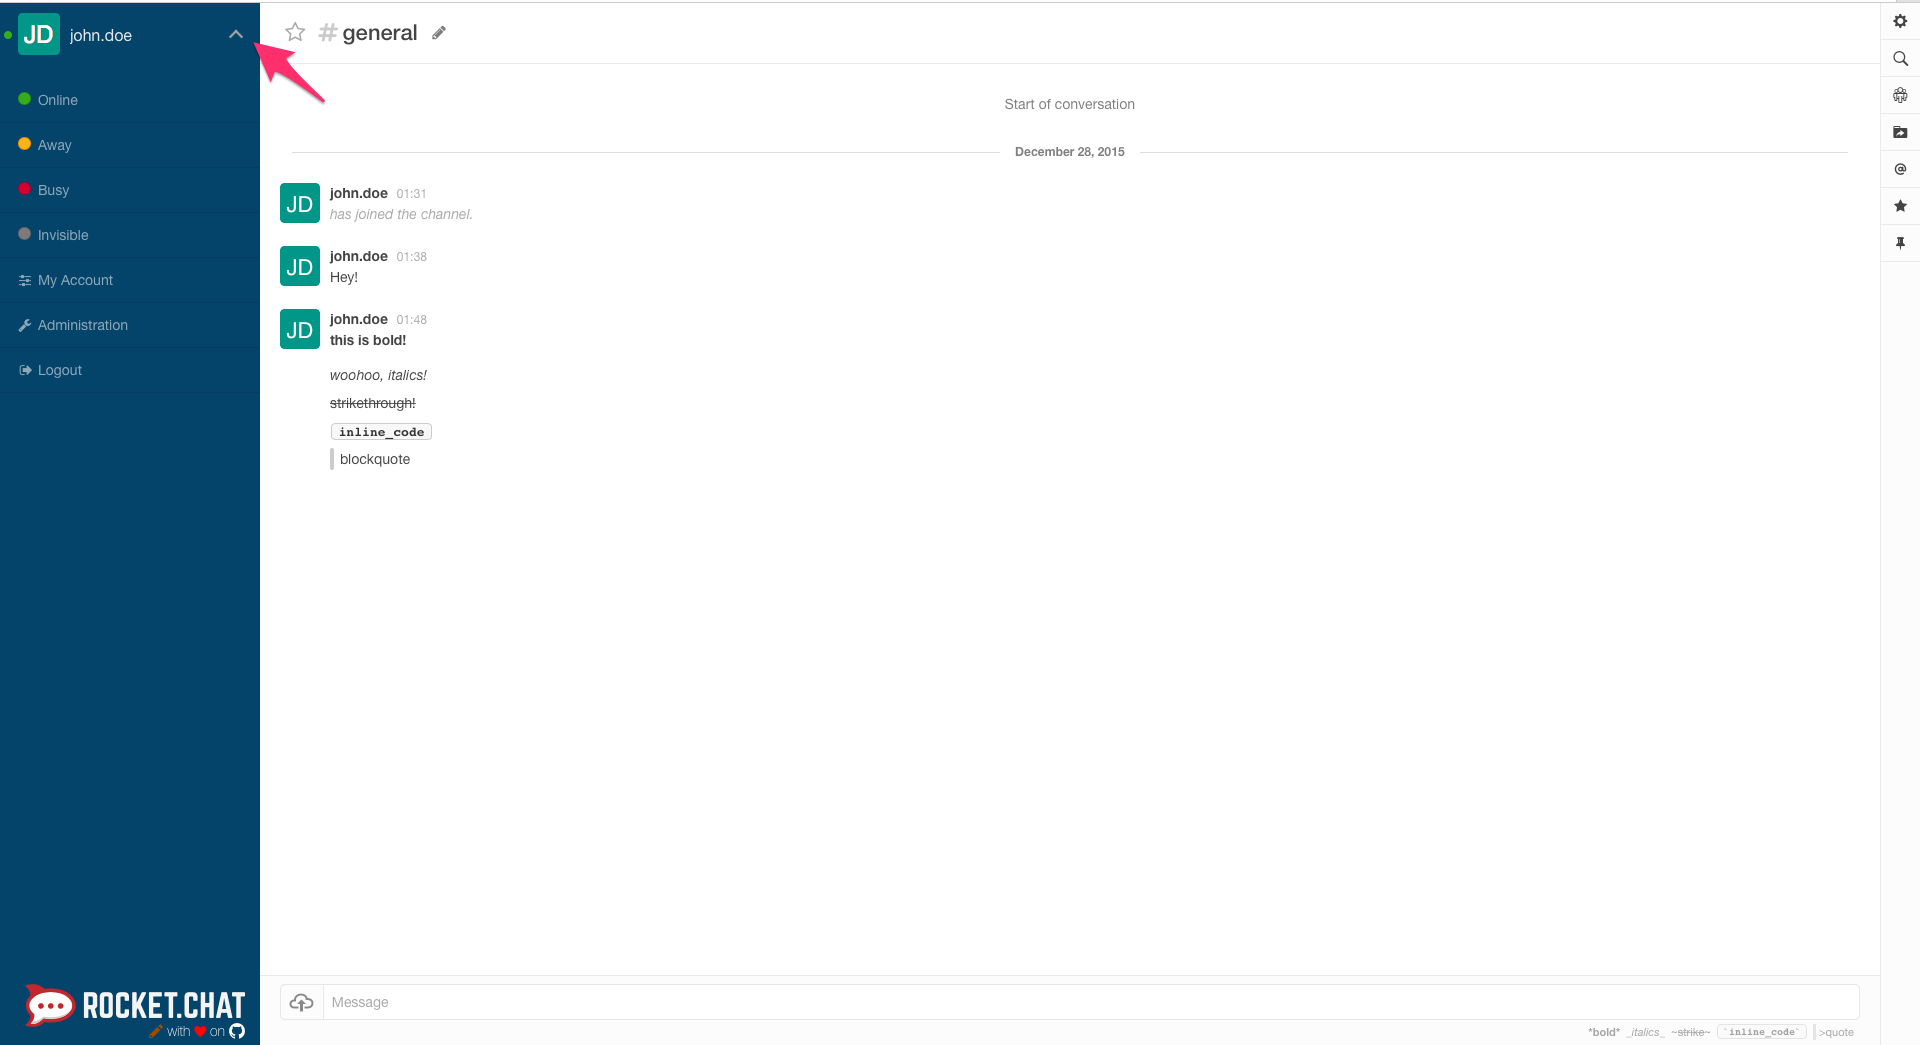 JD john.doe
Online
Away
Busy
Invisible
My Account
Administration
Logout
ROCKET.CHAT
with on
# general
Start of conversation
December 28, 2015
JD john.doe 01:31
has joined the channel.
JD john.doe 01:38
Hey!
JD john.doe 01:48
this is bold!
woohoo, italics!
strikethrough!
inline_code
blockquote
Message
*bold* _italics_ ~strike~ `inline_code` >quote